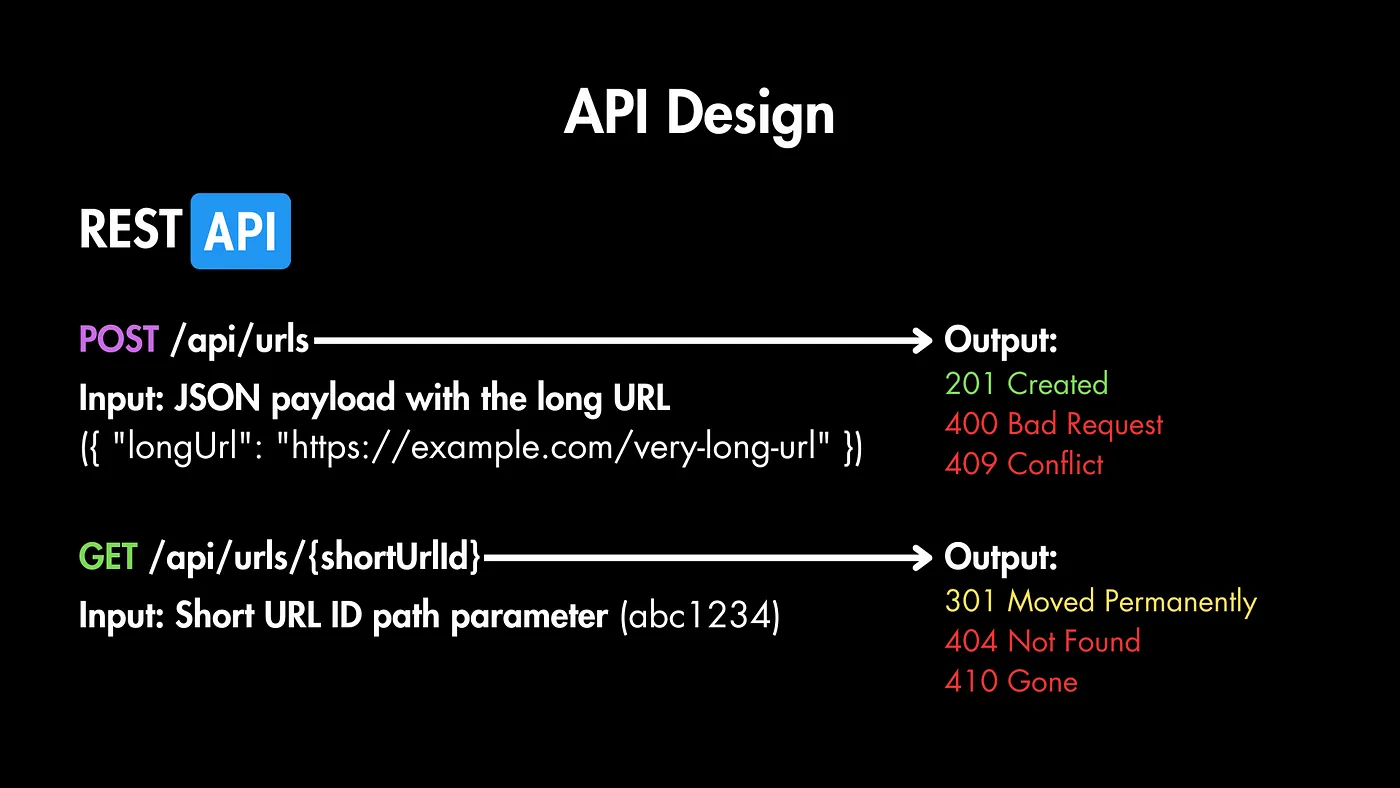 API Design
REST API
POST /api/urls
Input: JSON payload with the long URL
({ "longUrl": "https://example.com/very-long-url" })
Output:
201 Created
400 Bad Request
409 Conflict
GET /api/urls/{shortUrlId}
Input: Short URL ID path parameter (abc1234)
Output:
301 Moved Permanently
404 Not Found
410 Gone